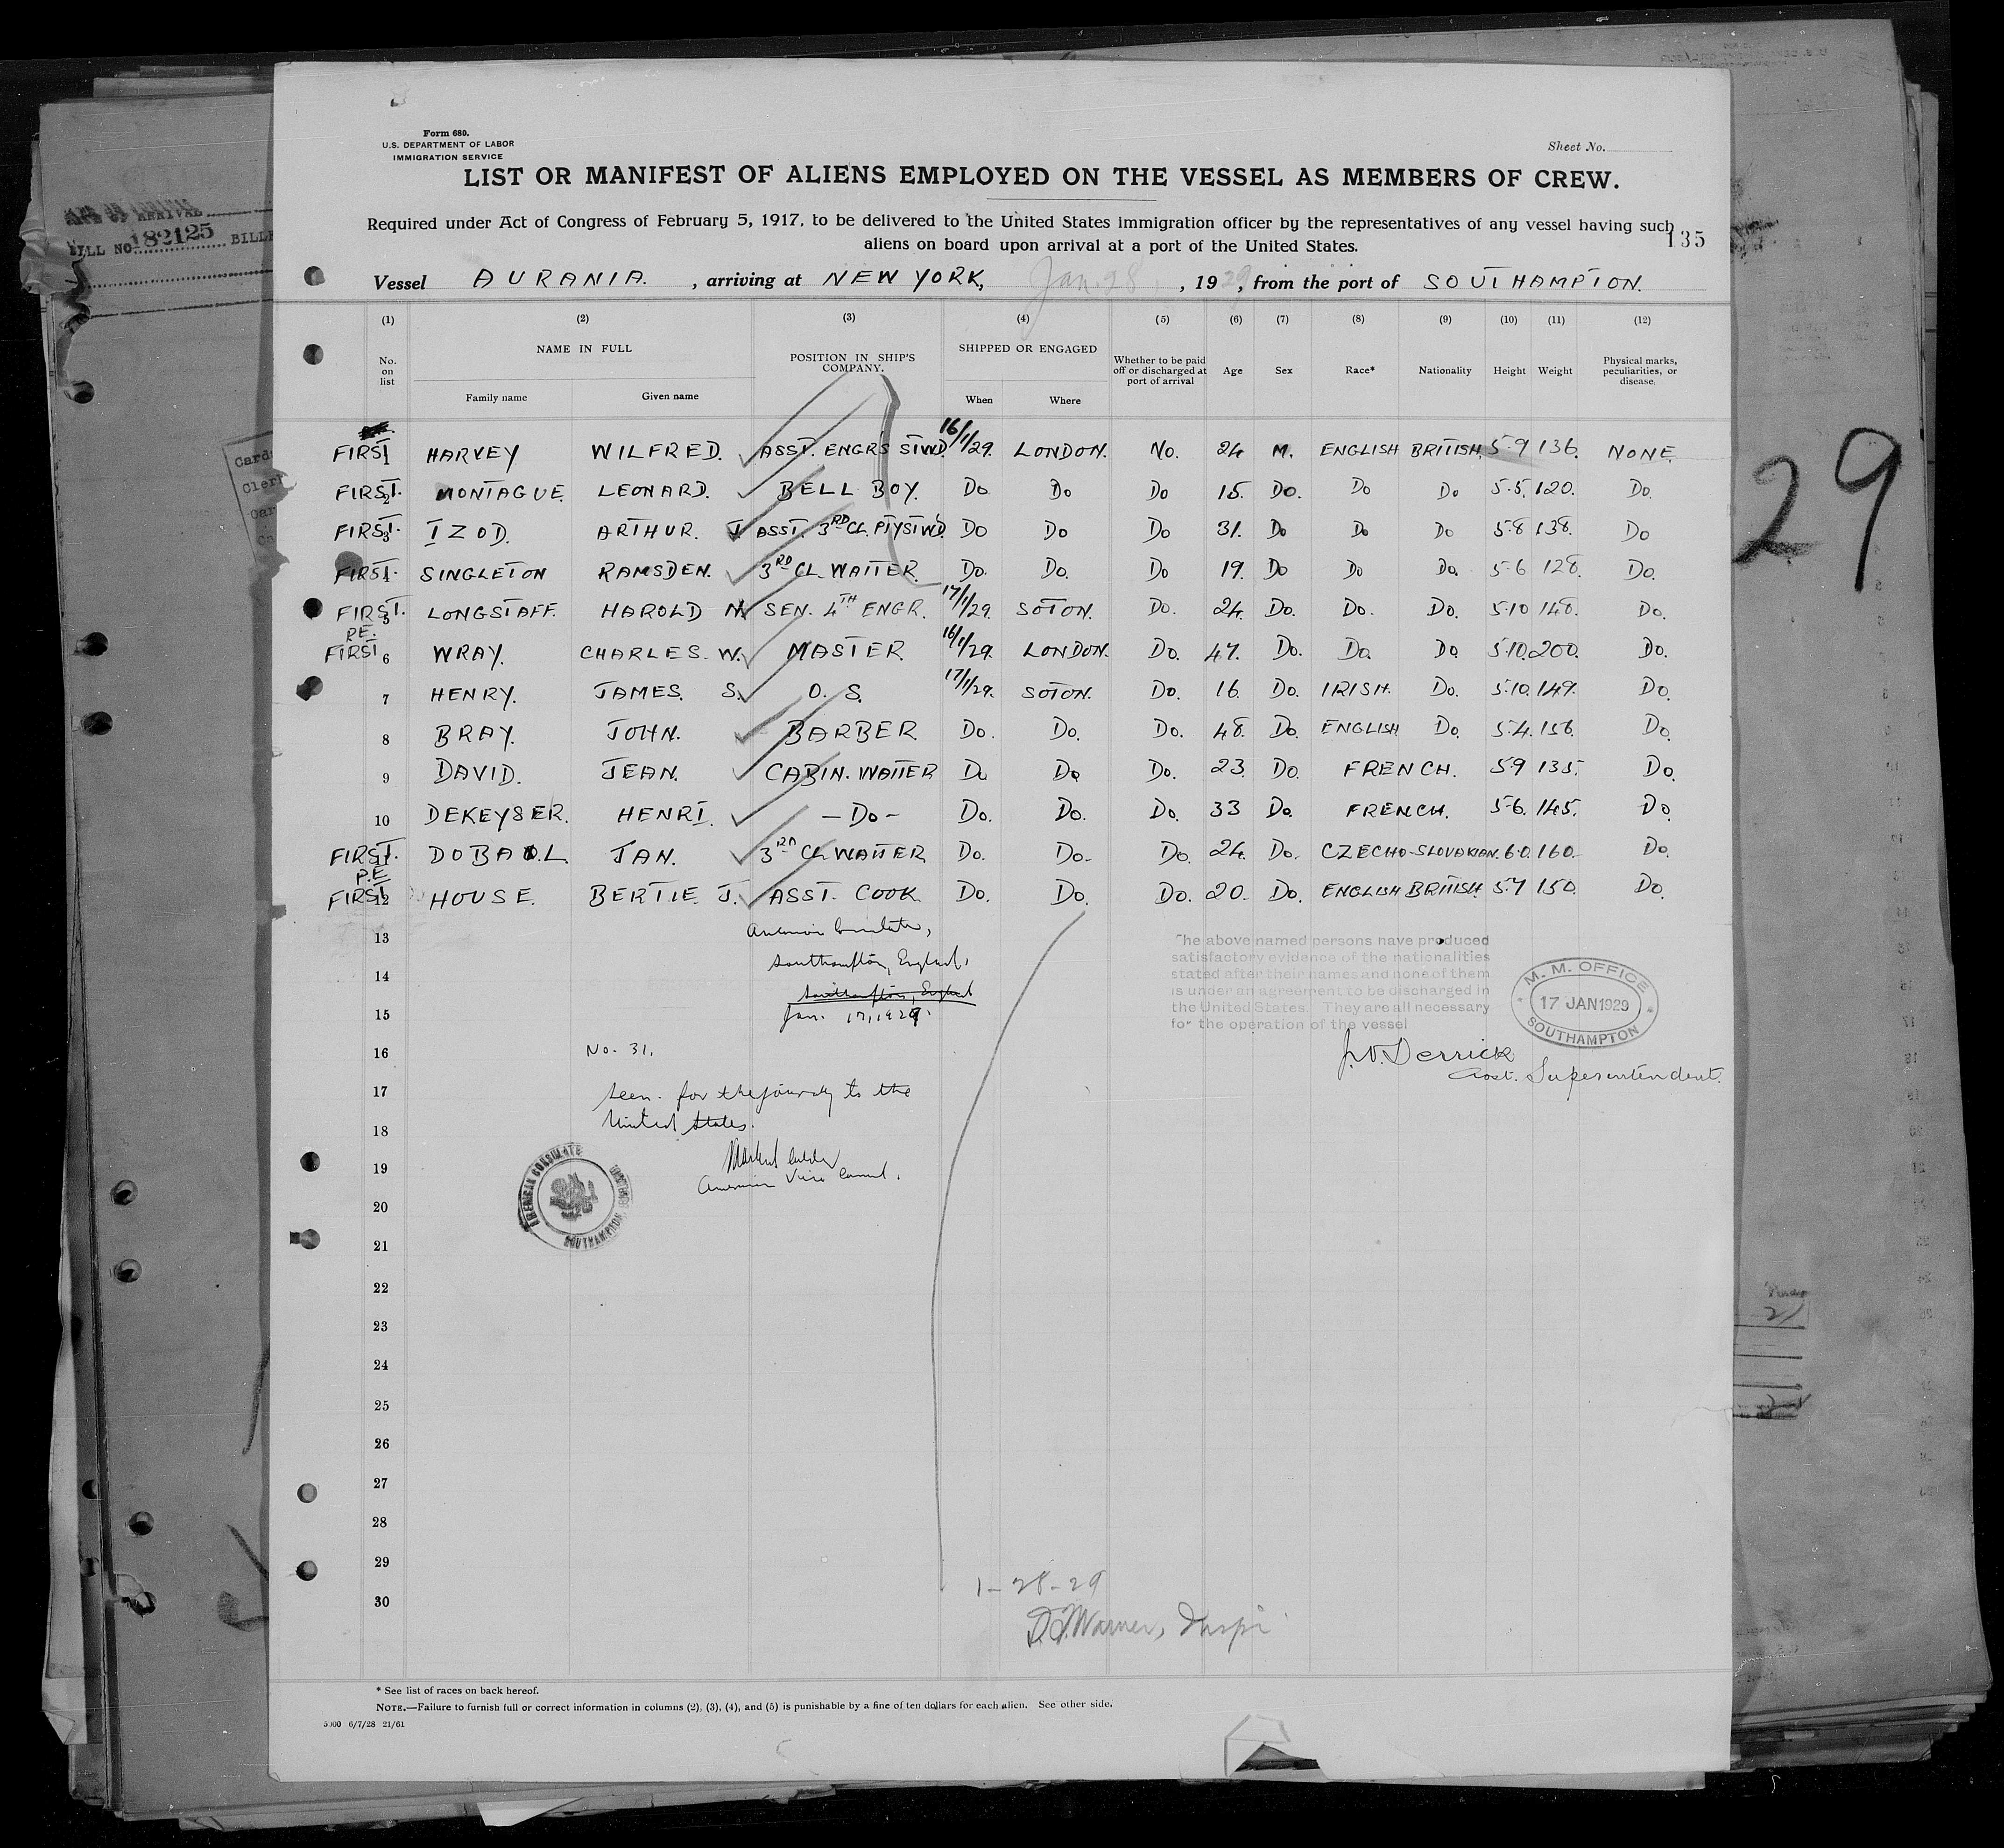 Form 680.
U.S. DEPARTMENT OF LABOR
IMMIGRATION SERVICE
Sheet No.
LIST OR MANIFEST OF ALIENS EMPLOYED ON THE VESSEL AS MEMBERS OF CREW.
Required under Act of Congress of February 5, 1917, to be delivered to the United States immigration officer by the representatives of any vessel having such
aliens on board upon arrival at a port of the United States.
135
Vessel AURANIA. , arriving at NEW YORK, Jan. 28 , 1929, from the port of SOUTHAMPTON.
(1) (2) (3) (4) (5) (6) (7) (8) (9) (10) (11) (12)
No. on list NAME IN FULL Family name Given name POSITION IN SHIP'S COMPANY. SHIPPED OR ENGAGED When Where Whether to be paid off or discharged at port of arrival Age Sex Race* Nationality Height Weight Physical marks, peculiarities, or disease.
FIRST 1 HARVEY WILFRED. ASST. ENGRS STWD. 16/1/29. LONDON. No. 24 M. ENGLISH BRITISH. 5-9 136. NONE.
FIRST. 2 MONTAGUE. LEONARD. BELL BOY. Do Do Do 15. Do. Do Do 5-5. 120. Do.
FIRST. 3 IZOD. ARTHUR. J. ASST. 3RD CL. PTYSTWD. Do Do Do 31. Do Do Do 5-8 138. Do
FIRST. 4 SINGLETON RAMSDEN. 3RD CL. WAITER. Do. Do. Do 19. Do Do Do. 5-6 128. Do.
FIRST. 5 LONGSTAFF. HAROLD N. SEN. 4TH ENGR. 17/1/29. SOTON. Do. 24. Do. Do. Do. 5-10 148. Do.
RE. FIRST 6 WRAY. CHARLES. W. MASTER. 16/1/29. LONDON. Do. 47. Do. Do. Do. 5-10. 200. Do.
7 HENRY. JAMES. S. O. S. 17/1/29. SOTON. Do. 16. Do. IRISH. Do. 5-10. 149. Do.
8 BRAY. JOHN. BARBER. Do. Do. Do. 48. Do. ENGLISH Do. 5-4. 156. Do.
9 DAVID. JEAN. CABIN. WAITER Do Do Do. 23. Do. FRENCH. 5-9 135. Do.
10 DEKEYSER. HENRI. – Do – Do. Do. Do. 33 Do. FRENCH. 5-6. 145. Do.
FIRST. 11 JAN. 3RD CL. WAITER Do. Do. Do. 24. Do. CZECHO-SLOVAKIAN. 6-0. 160. Do.
FIRST. 12 HOUSE. BERTIE. J. ASST. COOK Do. Do. Do. 20. Do. ENGLISH BRITISH. 5-7 150. Do.
13
American Consulate,
The above named persons have produced
satisfactory evidence of the nationalities
stated after their names and none of them
is under an agreement to be discharged in
the United States. They are all necessary
for the operation of the vessel
14
Southampton, England,
Southampton, England
15
Jan. 17, 1929.
M. M. OFFICE
17 JAN 1929
SOUTHAMPTON
16
No. 31.
Derrick
Asst. Superintendent.
17
Seen. for the journey to the
18
United States.
19
American Vice Consul.
AMERICAN CONSULATE
SOUTHAMPTON
20
21
22
23
24
25
26
27
28
29
1-28-29
30
Warner, Inspr
* See list of races on back hereof.
NOTE.—Failure to furnish full or correct information in columns (2), (3), (4), and (5) is punishable by a fine of ten dollars for each alien. See other side.
5000 6/7/28 21/61
29
BILL NO. 182125